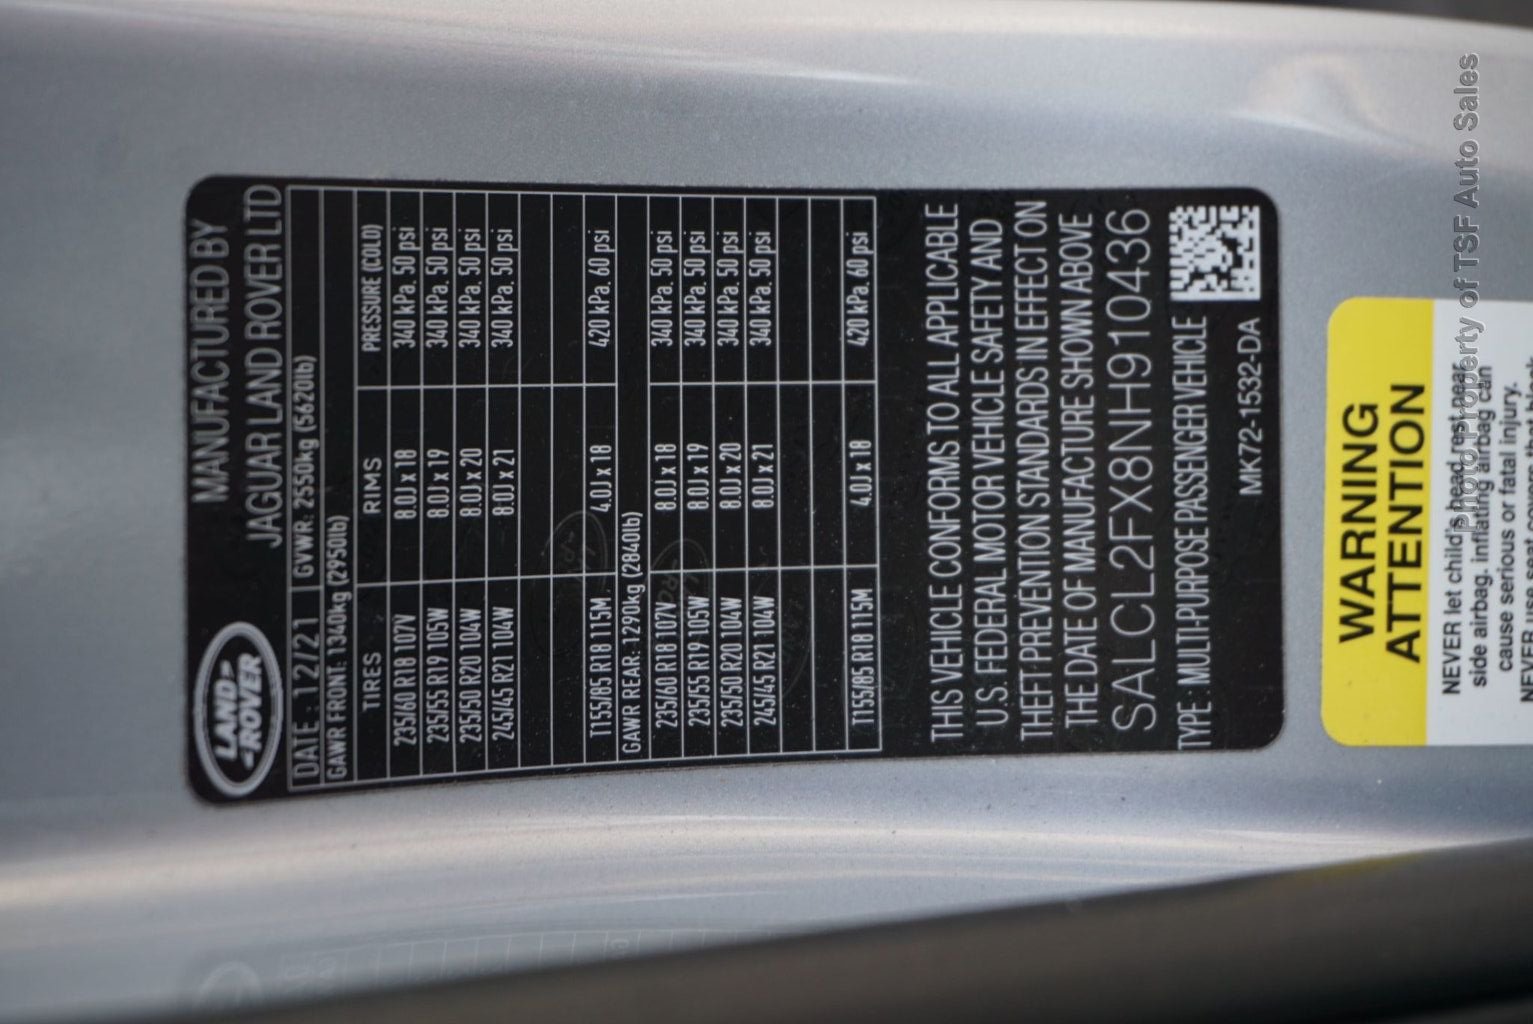 LAND-
-ROVER
MANUFACTURED BY
JAGUAR LAND ROVER LTD
DATE : 12/21 GVWR: 2550kg (5620lb)
GAWR FRONT: 1340kg (2950lb)
TIRES RIMS PRESSURE (COLD)
235/60 R18 107V 8.0J x 18 340 kPa, 50 psi
235/55 R19 105W 8.0J x 19 340 kPa, 50 psi
235/50 R20 104W 8.0J x 20 340 kPa, 50 psi
245/45 R21 104W 8.0J x 21 340 kPa, 50 psi
T155/85 R18 115M 4.0J x 18 420 kPa, 60 psi
GAWR REAR: 1290kg (2840lb)
235/60 R18 107V 8.0J x 18 340 kPa, 50 psi
235/55 R19 105W 8.0J x 19 340 kPa, 50 psi
235/50 R20 104W 8.0J x 20 340 kPa, 50 psi
245/45 R21 104W 8.0J x 21 340 kPa, 50 psi
T155/85 R18 115M 4.0J x 18 420 kPa, 60 psi
THIS VEHICLE CONFORMS TO ALL APPLICABLE
U.S. FEDERAL MOTOR VEHICLE SAFETY AND
THEFT PREVENTION STANDARDS IN EFFECT ON
THE DATE OF MANUFACTURE SHOWN ABOVE
SALCL2FX8NH910436
TYPE : MULTI-PURPOSE PASSENGER VEHICLE
MK72-1532-DA
WARNING
ATTENTION
NEVER let child's head rest near
side airbag. inflating airbag can
cause serious or fatal injury.
NEVER use seat
Photo Property of TSF Auto Sales